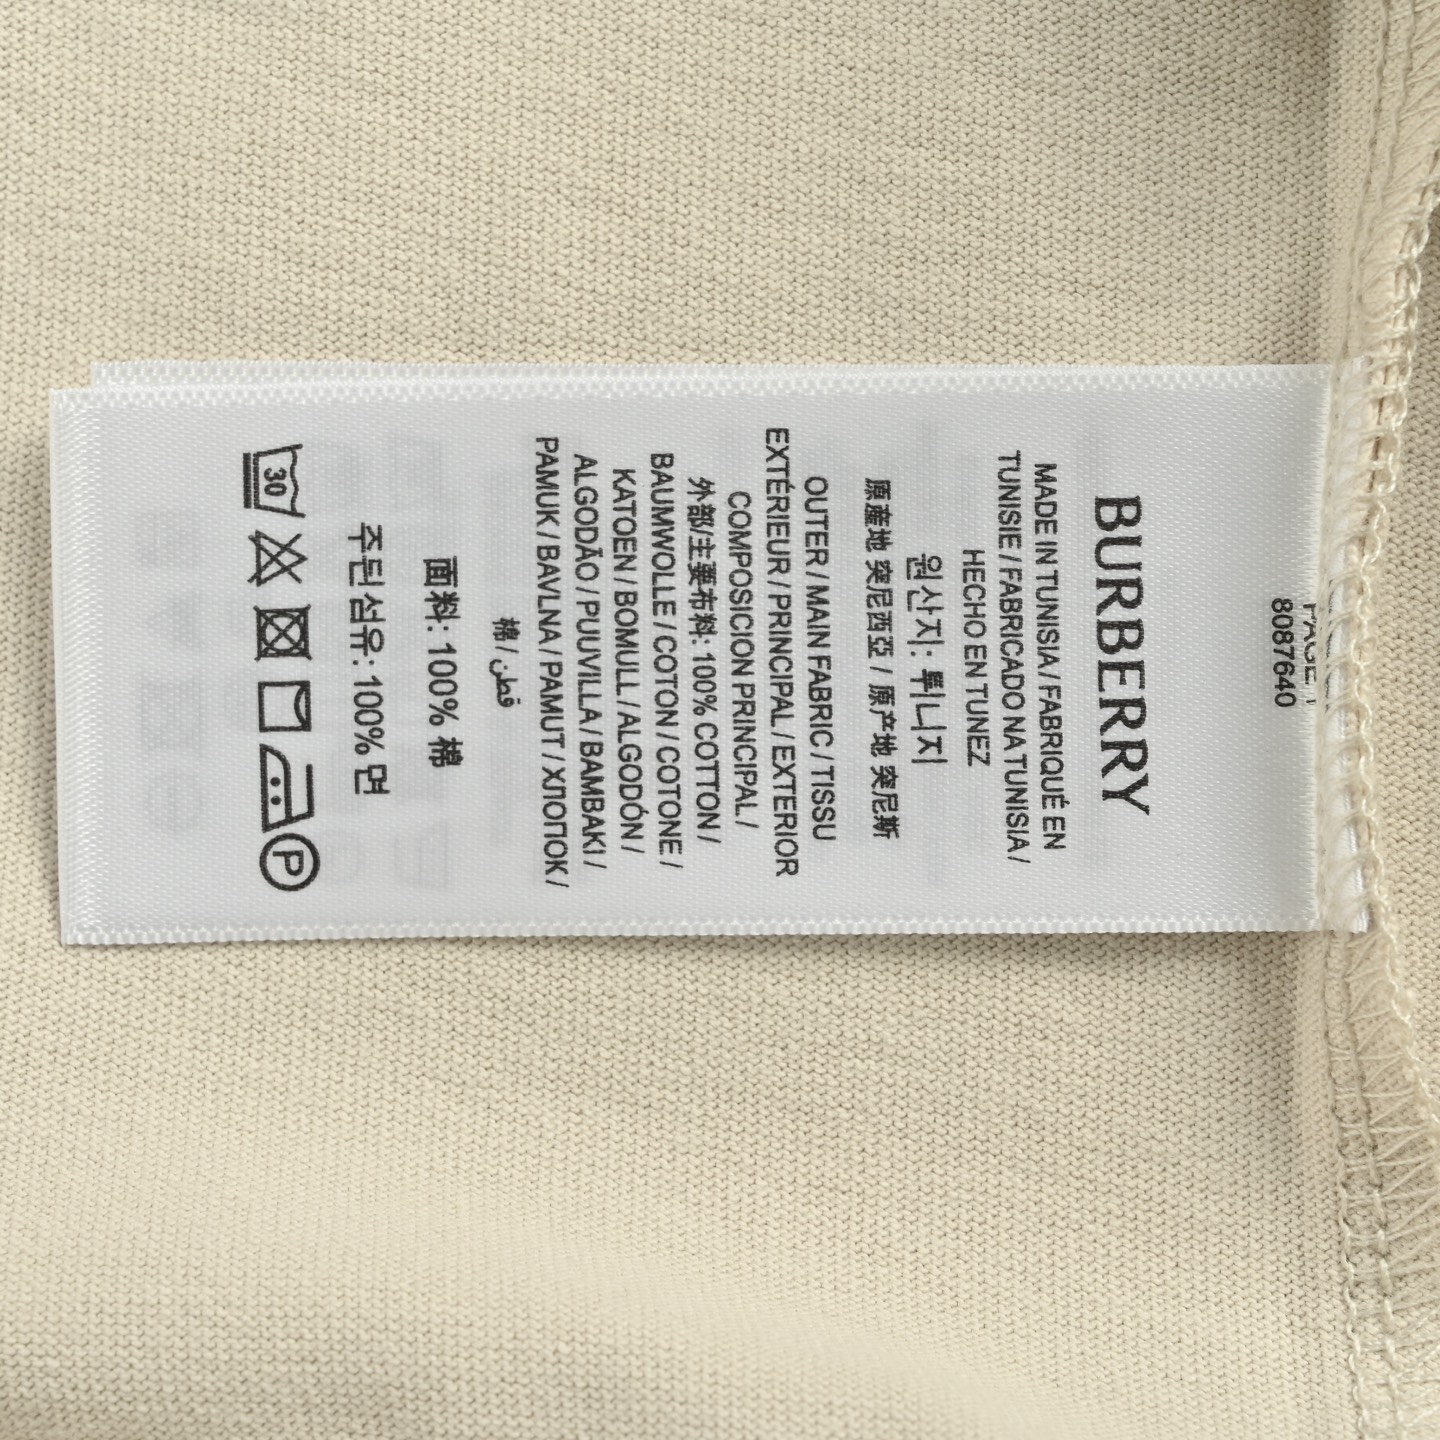 8087640
BURBERRY
MADE IN TUNISIA / FABRIQUÉ EN
TUNISIE / FABRICADO NA TUNISIA /
HECHO EN TUNEZ
원산지: 튀니지
原產地 突尼西亞 / 原产地 突尼斯
OUTER / MAIN FABRIC / TISSU
EXTÉRIEUR / PRINCIPAL / EXTERIOR
COMPOSICION PRINCIPAL /
外部/主要布料: 100% COTTON /
BAUMWOLLE / COTON / COTONE /
KATOEN / BOMULL / ALGODÓN /
ALGODÃO / PUUVILLA / BAMBAKI /
PAMUK / BAVLNA / PAMUT / ХЛОПОК /
棉 / قطن
面料: 100% 棉
주된섬유: 100% 면
30
P